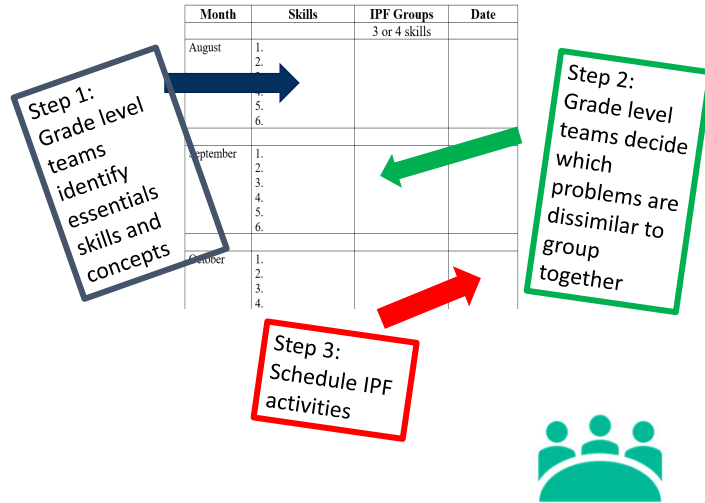 Month Skills IPF Groups Date
3 or 4 skills
August 1.
2.
4.
5.
6.
September 1.
2.
3.
4.
5.
6.
October 1.
2.
3.
4.
Step 1:
Grade level
teams
identify
essentials
skills and
concepts
Step 2:
Grade level
teams decide
which
problems are
dissimilar to
group
together
Step 3:
Schedule IPF
activities